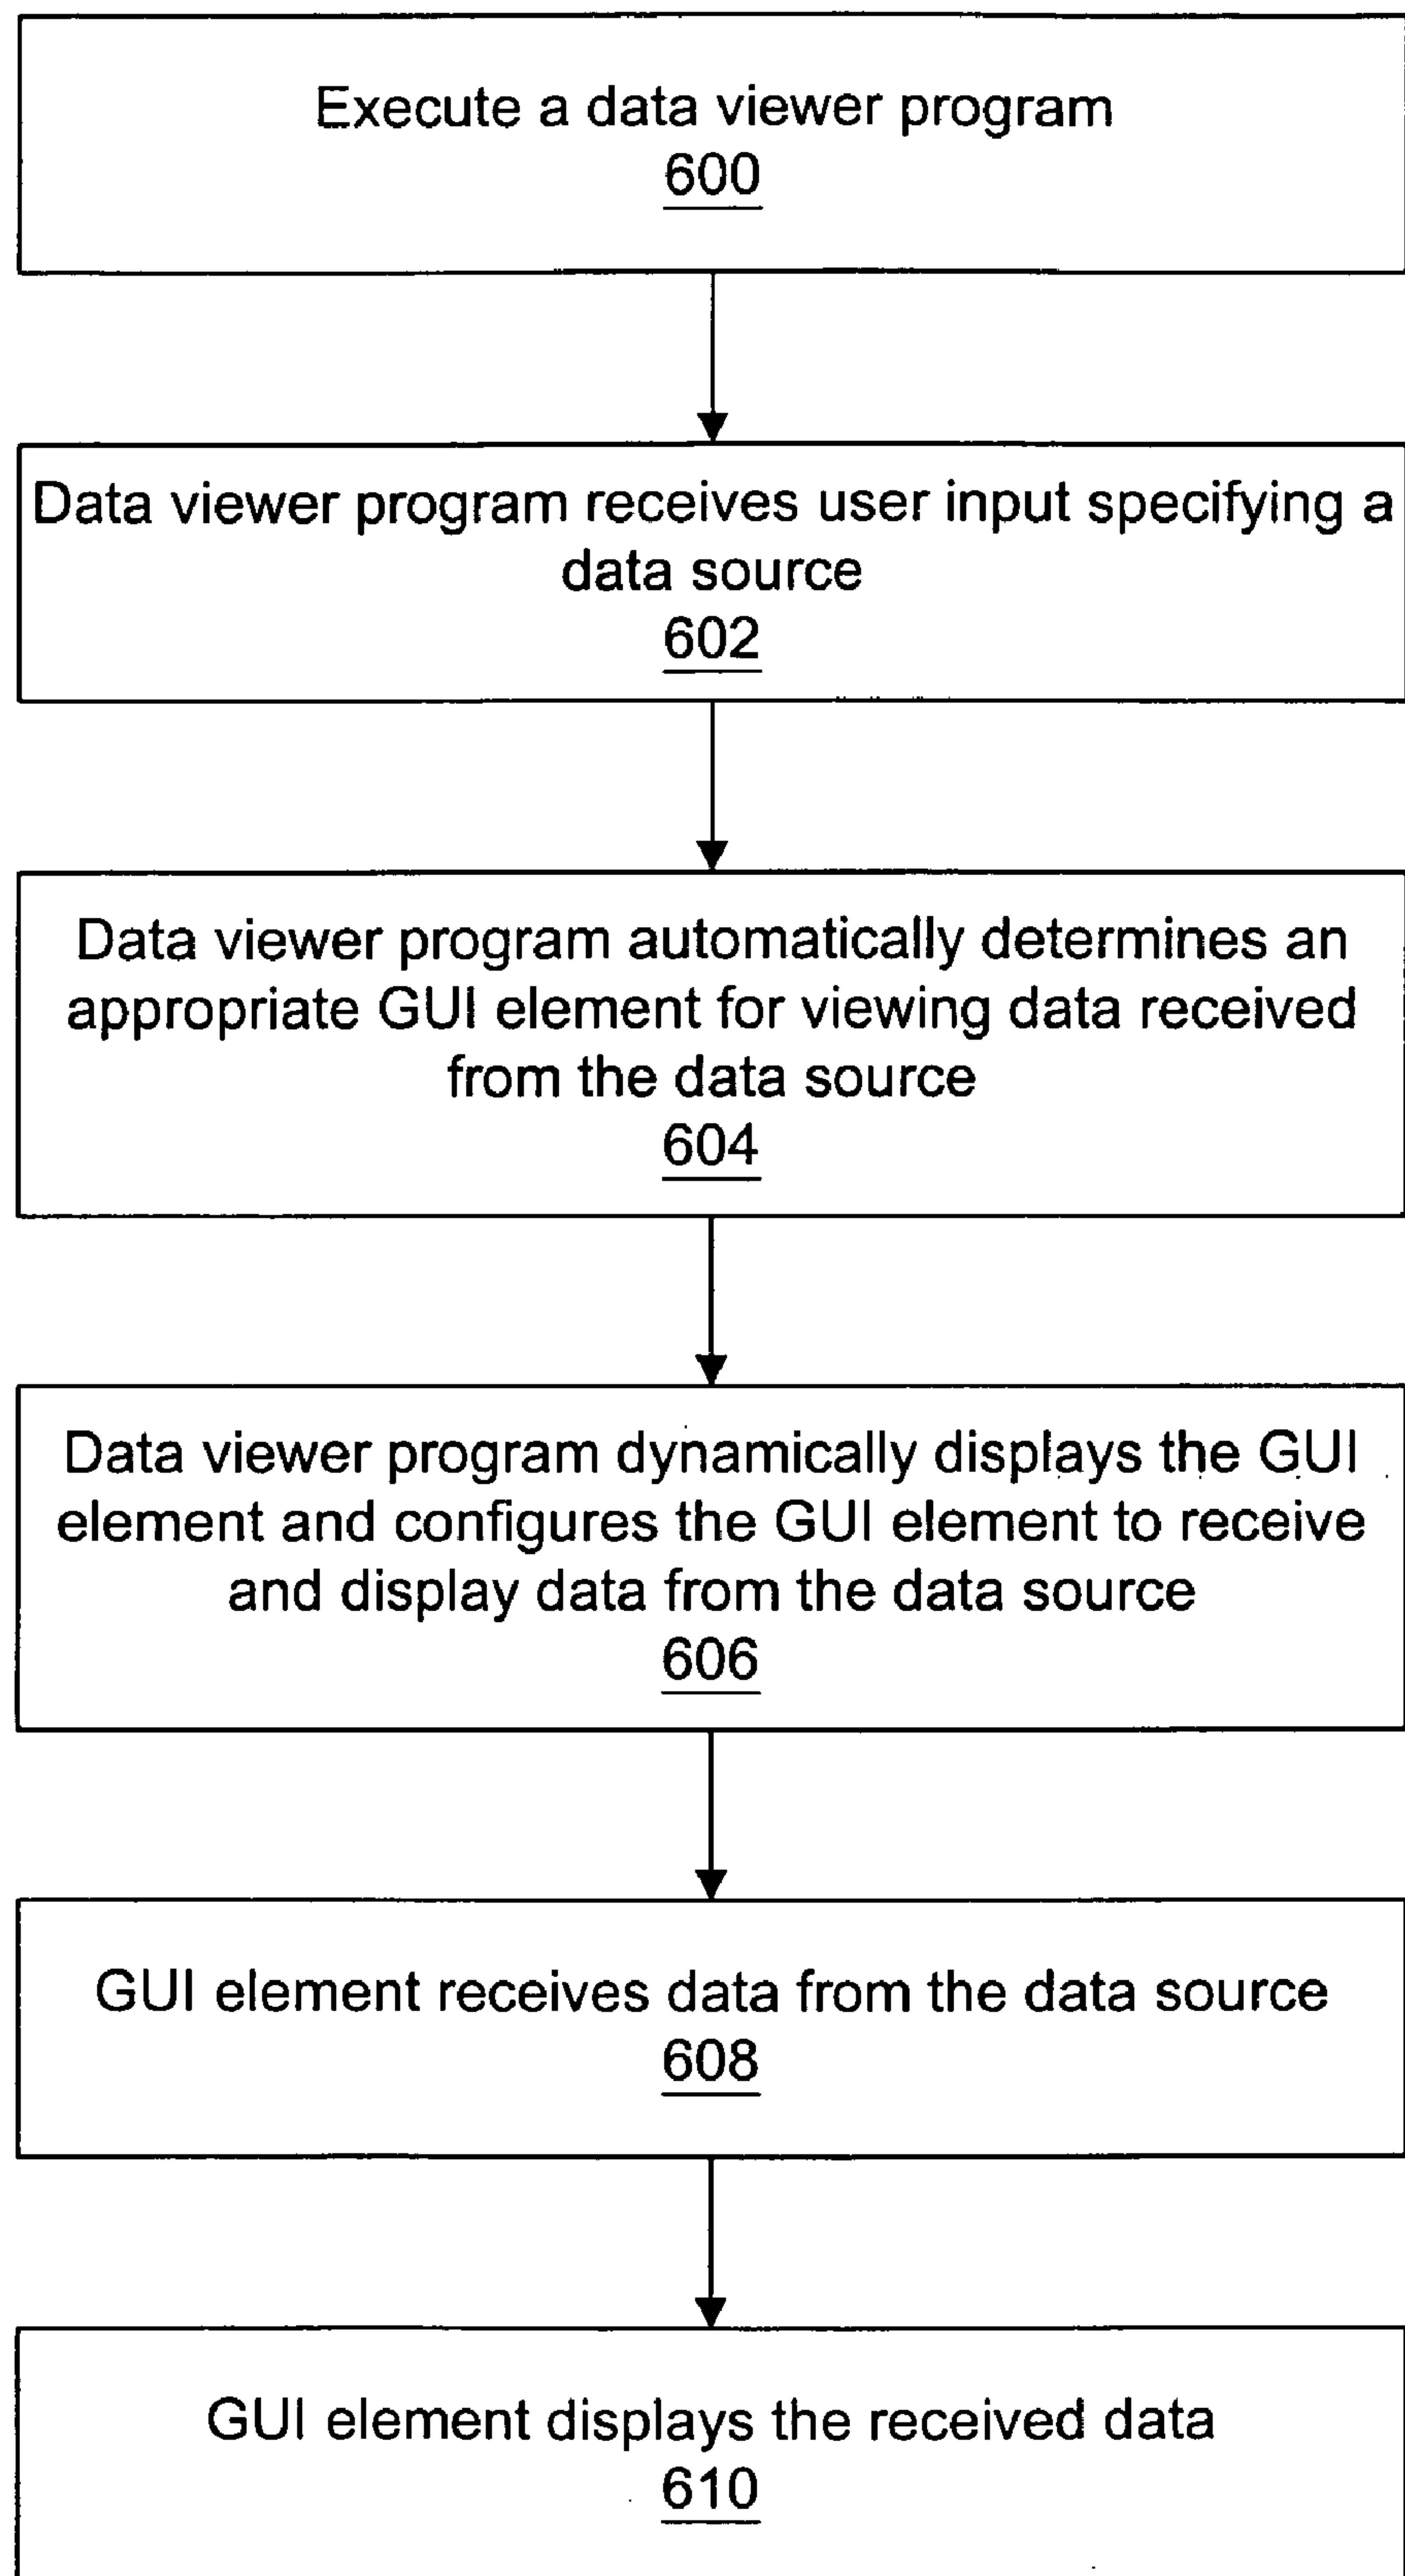 Execute a data viewer program
600
Data viewer program receives user input specifying a
data source
602
Data viewer program automatically determines an
appropriate GUI element for viewing data received
from the data source
604
Data viewer program dynamically displays the GUI
element and configures the GUI element to receive
and display data from the data source
606
GUI element receives data from the data source
608
GUI element displays the received data
610